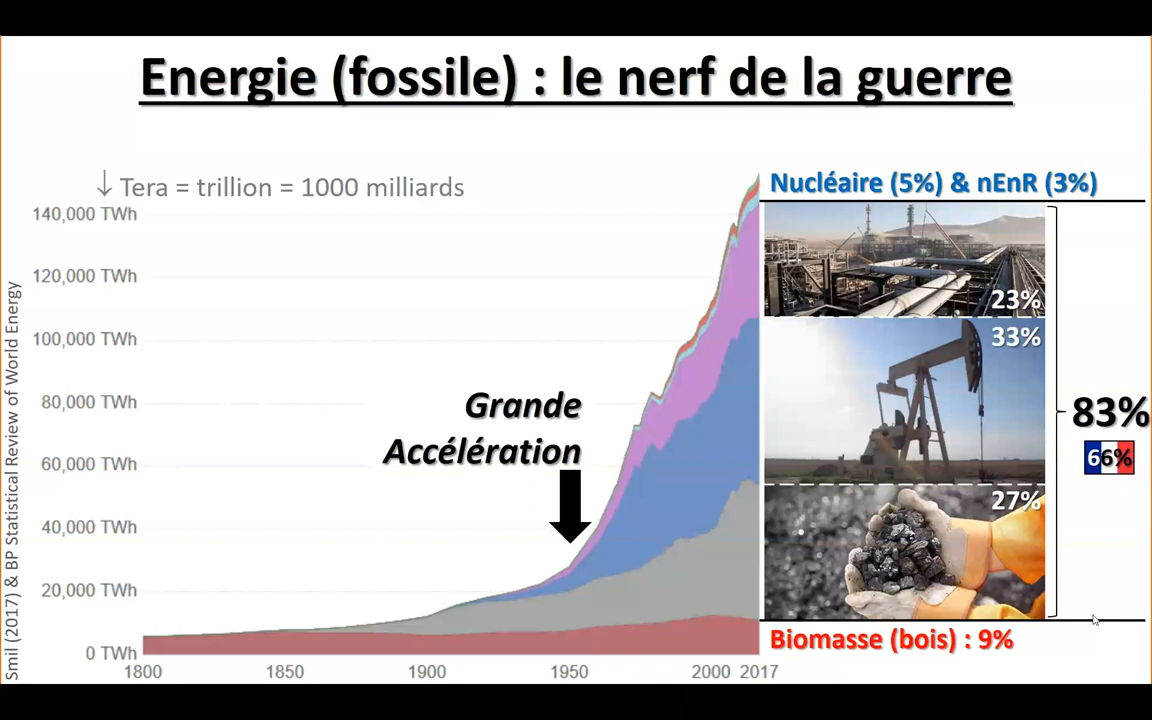 Energie (fossile) : le nerf de la guerre
↓ Tera = trillion = 1000 milliards
Nucléaire (5%) & nEnR (3%)
140,000 TWh
120,000 TWh
100,000 TWh
80,000 TWh
60,000 TWh
40,000 TWh
20,000 TWh
0 TWh
Grande
Accélération
23%
33%
27%
83%
66%
Biomasse (bois) : 9%
1800
1850
1900
1950
2000
2017
Smil (2017) & BP Statistical Review of World Energy